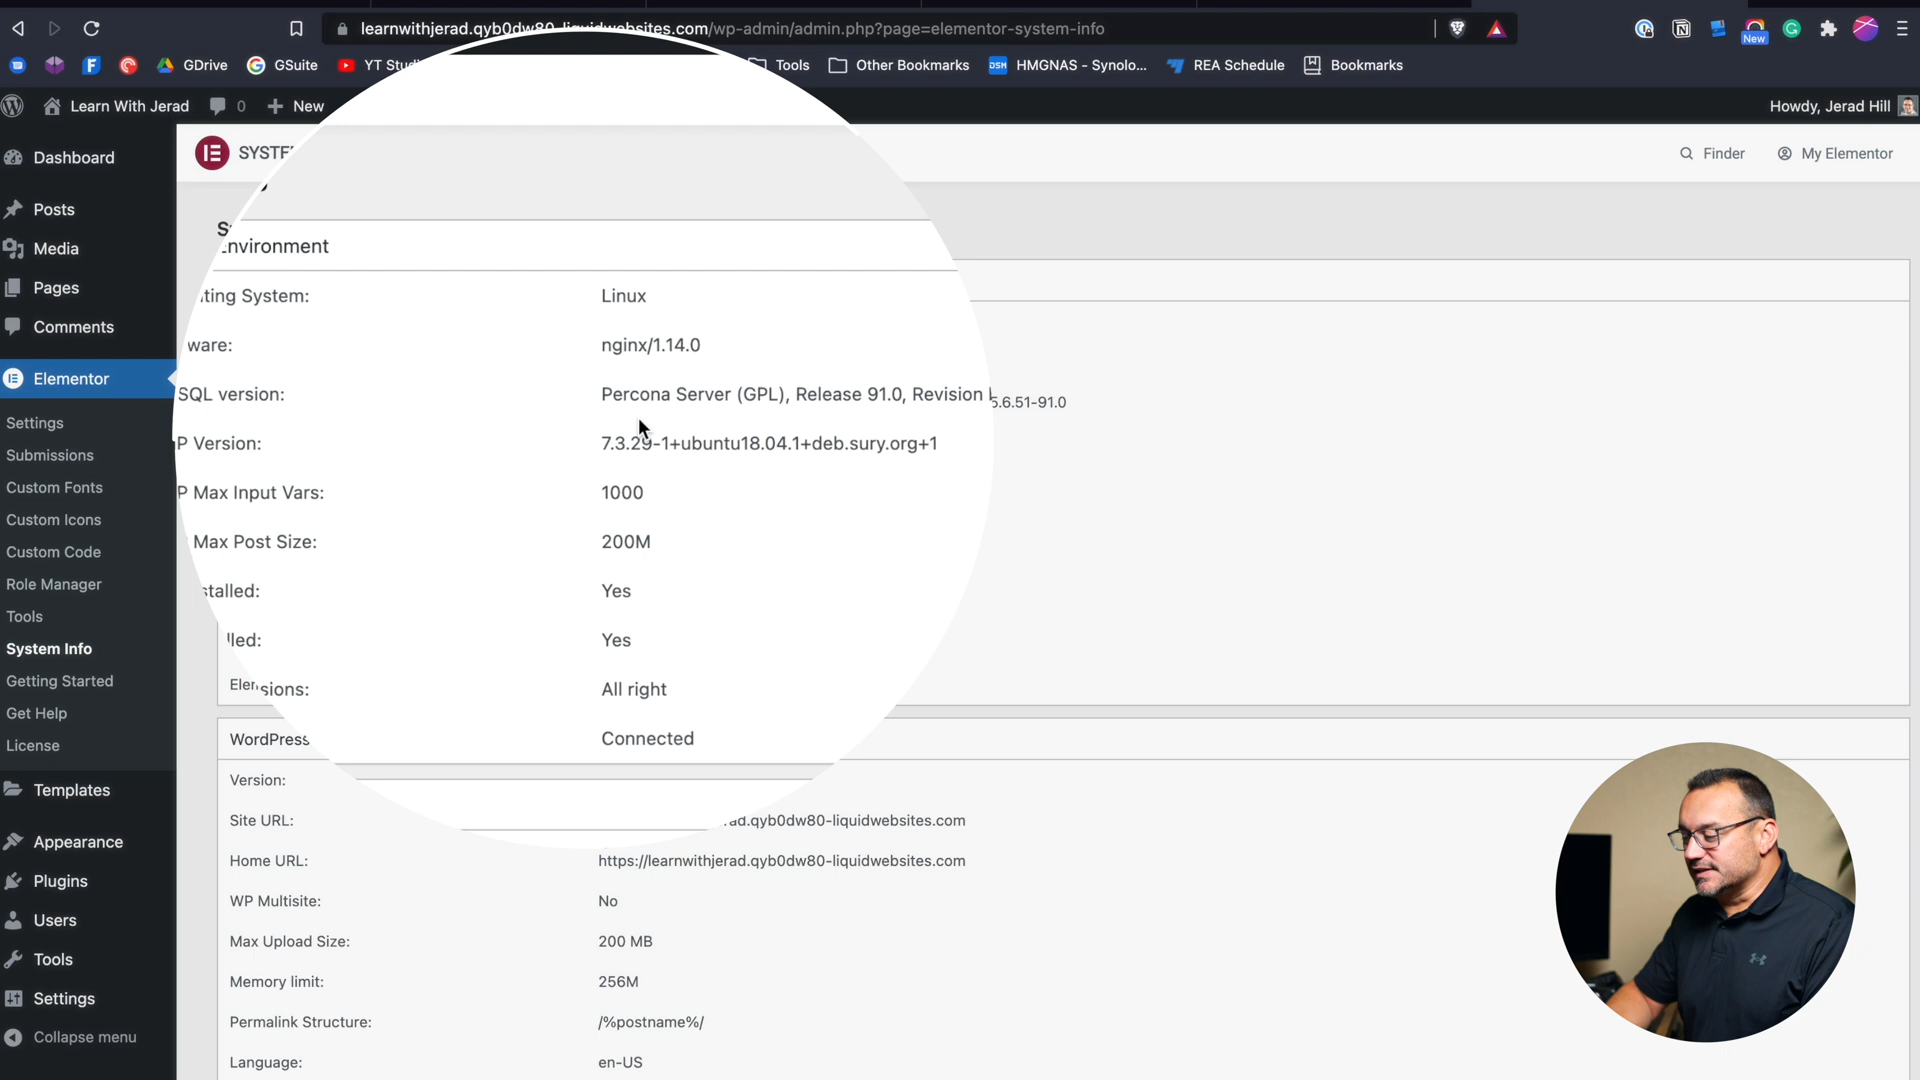 learnwithjerad.qyb0dw80-liquidwebsites.com/wp-admin/admin.php?page=elementor-system-info
New
GDrive
GSuite
YT Studi
Tools
Other Bookmarks
DSM
HMGNAS - Synolo...
REA Schedule
Bookmarks
Learn With Jerad
0
New
Howdy, Jerad Hill
Dashboard
Posts
Media
Pages
Comments
Elementor
Settings
Submissions
Custom Fonts
Custom Icons
Custom Code
Role Manager
Tools
System Info
Getting Started
Get Help
License
Templates
Appearance
Plugins
Users
Tools
Settings
Collapse menu
SYSTE
Finder
My Elementor
S
nvironment
ting System: Linux
ware: nginx/1.14.0
SQL version: Percona Server (GPL), Release 91.0, Revision 5.6.51-91.0
P Version: 7.3.29-1+ubuntu18.04.1+deb.sury.org+1
P Max Input Vars: 1000
Max Post Size: 200M
stalled: Yes
lled: Yes
Ele sions: All right
Connected
WordPress
Version:
Site URL: ad.qyb0dw80-liquidwebsites.com
Home URL: https://learnwithjerad.qyb0dw80-liquidwebsites.com
WP Multisite: No
Max Upload Size: 200 MB
Memory limit: 256M
Permalink Structure: /%postname%/
Language: en-US